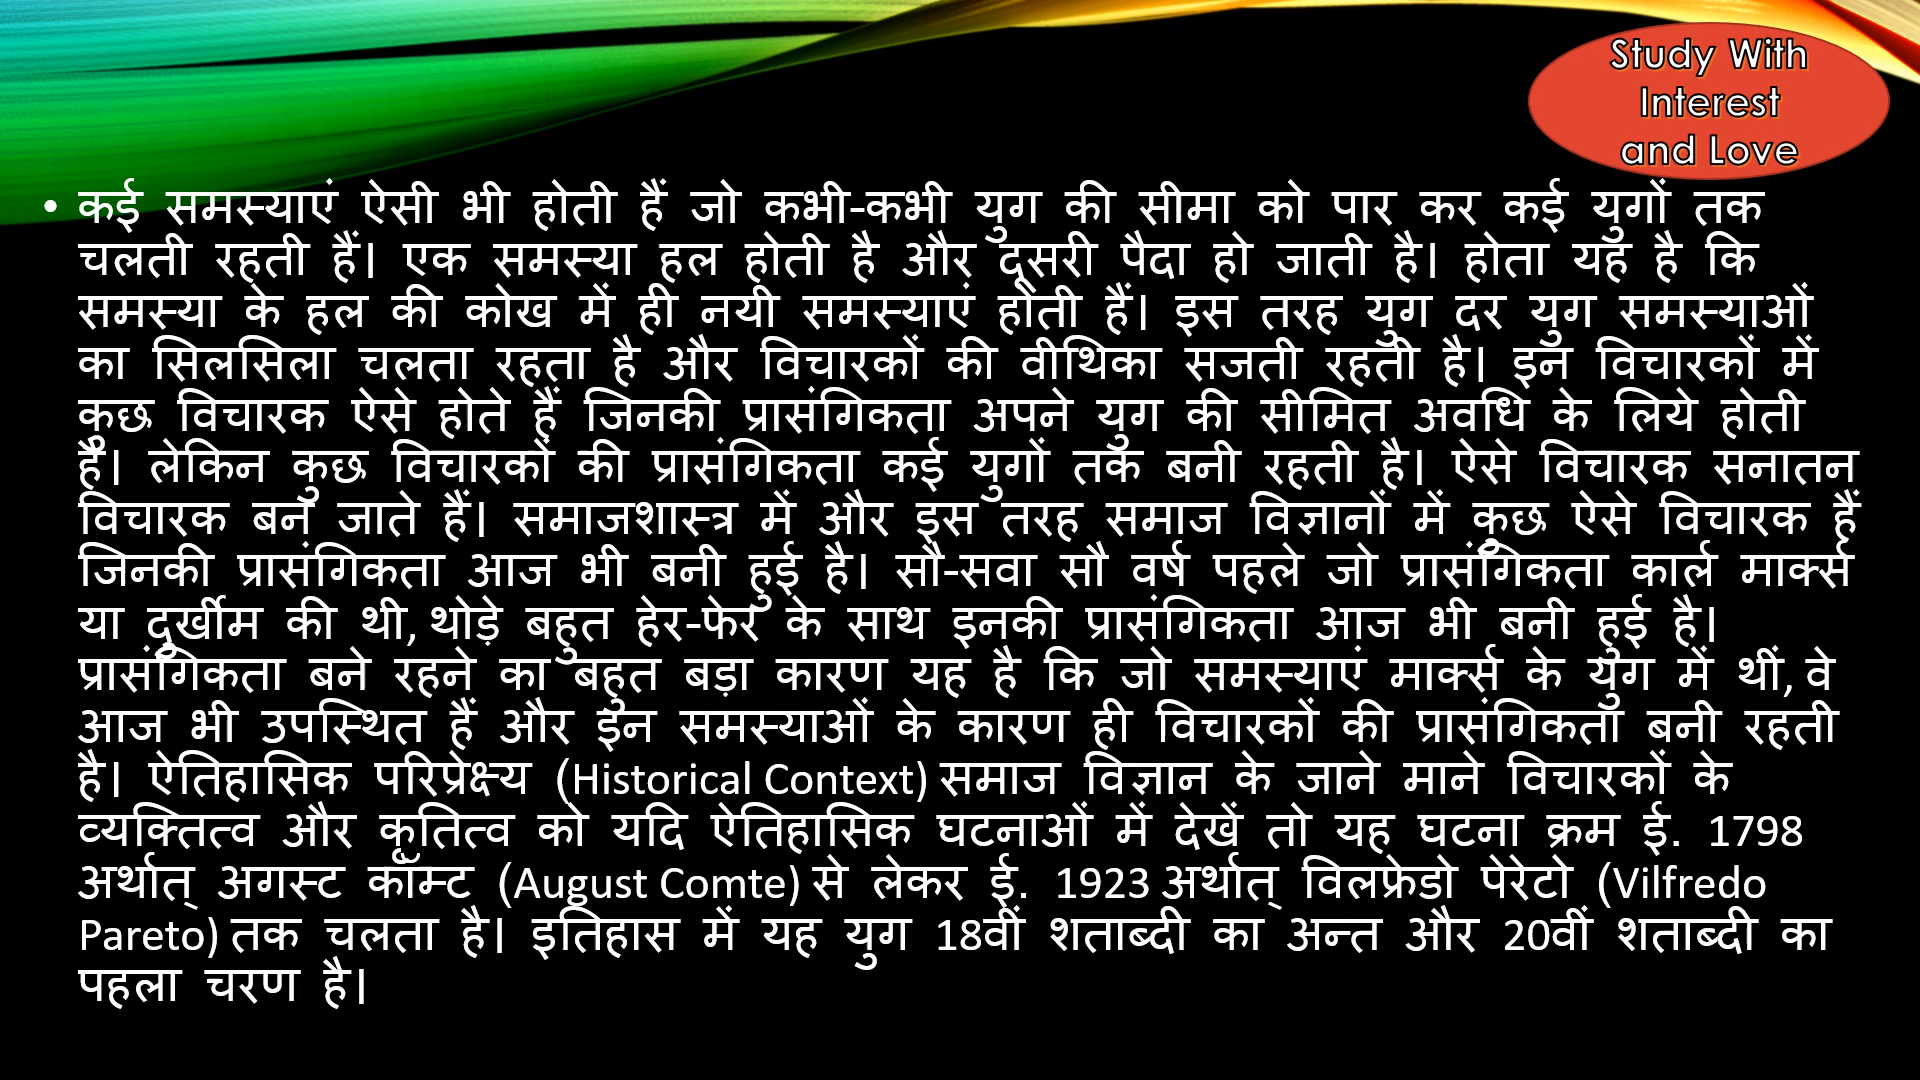 Study With
Interest
and Love
• कई समस्याएं ऐसी भी होती हैं जो कभी-कभी युग की सीमा को पार कर कई युगों तक
चलती रहती हैं। एक समस्या हल होती है और दूसरी पैदा हो जाती है। होता यह है कि
समस्या के हल की कोख में ही नयी समस्याएं होती हैं। इस तरह युग दर युग समस्याओं
का सिलसिला चलता रहता है और विचारकों की वीथिका सजती रहती है। इन विचारकों में
कुछ विचारक ऐसे होते हैं जिनकी प्रासंगिकता अपने युग की सीमित अवधि के लिये होती
है। लेकिन कुछ विचारकों की प्रासंगिकता कई युगों तक बनी रहती है। ऐसे विचारक सनातन
विचारक बन जाते हैं। समाजशास्त्र में और इस तरह समाज विज्ञानों में कुछ ऐसे विचारक हैं
जिनकी प्रासंगिकता आज भी बनी हुई है। सौ-सवा सौ वर्ष पहले जो प्रासंगिकता कार्ल मार्क्स
या दुर्खीम की थी, थोड़े बहुत हेर-फेर के साथ इनकी प्रासंगिकता आज भी बनी हुई है।
प्रासंगिकता बने रहने का बहुत बड़ा कारण यह है कि जो समस्याएं मार्क्स के युग में थीं, वे
आज भी उपस्थित हैं और इन समस्याओं के कारण ही विचारकों की प्रासंगिकता बनी रहती
है। ऐतिहासिक परिप्रेक्ष्य (Historical Context) समाज विज्ञान के जाने माने विचारकों के
व्यक्तित्व और कृतित्व को यदि ऐतिहासिक घटनाओं में देखें तो यह घटना क्रम ई. 1798
अर्थात् अगस्ट कॉम्ट (August Comte) से लेकर ई. 1923 अर्थात् विलफ्रेडो पेरेटो (Vilfredo
Pareto) तक चलता है। इतिहास में यह युग 18वीं शताब्दी का अन्त और 20वीं शताब्दी का
पहला चरण है।